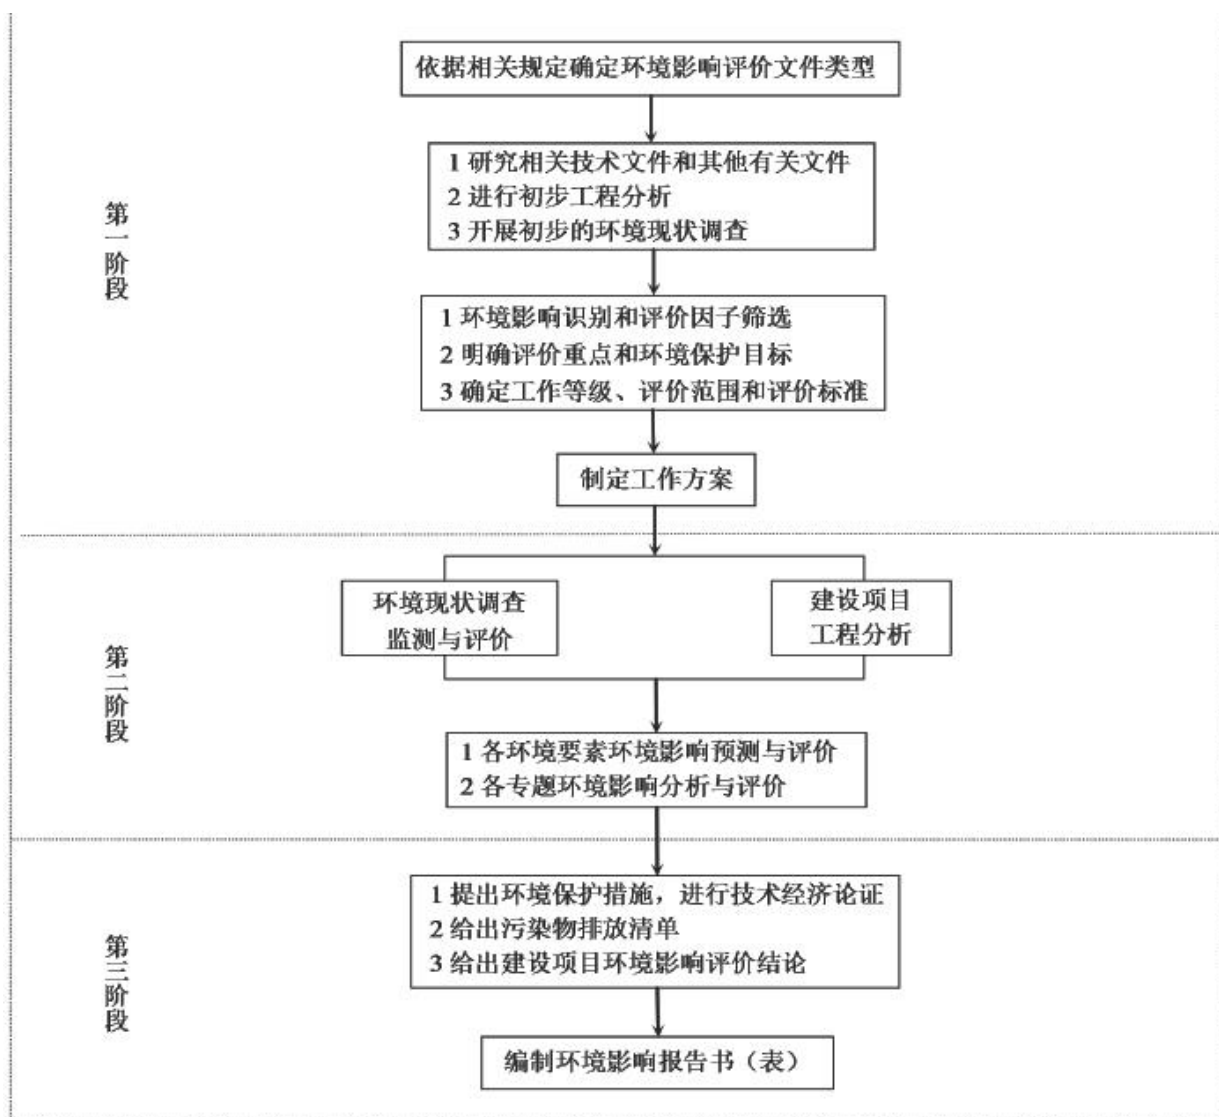 依据相关规定确定环境影响评价文件类型
1 研究相关技术文件和其他有关文件
2 进行初步工程分析
3 开展初步的环境现状调查
第一阶段
1 环境影响识别和评价因子筛选
2 明确评价重点和环境保护目标
3 确定工作等级、评价范围和评价标准
制定工作方案
环境现状调查
监测与评价
建设项目
工程分析
第二阶段
1 各环境要素环境影响预测与评价
2 各专题环境影响分析与评价
1 提出环境保护措施，进行技术经济论证
2 给出污染物排放清单
3 给出建设项目环境影响评价结论
第三阶段
编制环境影响报告书（表）